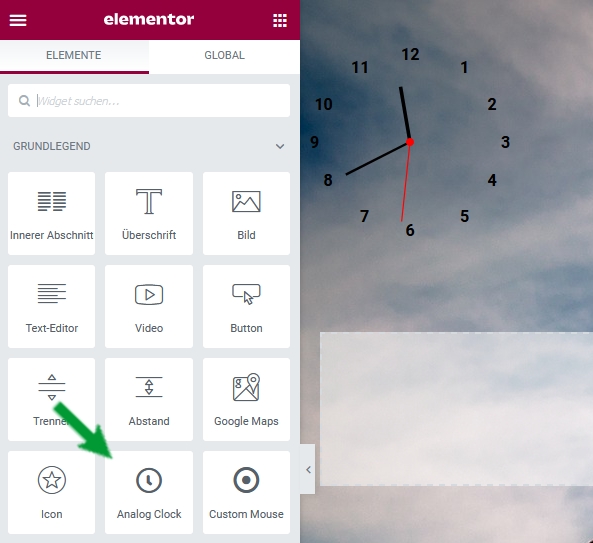 elementor
ELEMENTE GLOBAL
Widget suchen...
GRUNDLEGEND
Innerer Abschnitt Überschrift Bild
Text-Editor Video Button
Trenner Abstand Google Maps
Icon Analog Clock Custom Mouse
12
11 1
10 2
9 3
8 4
7 5
6